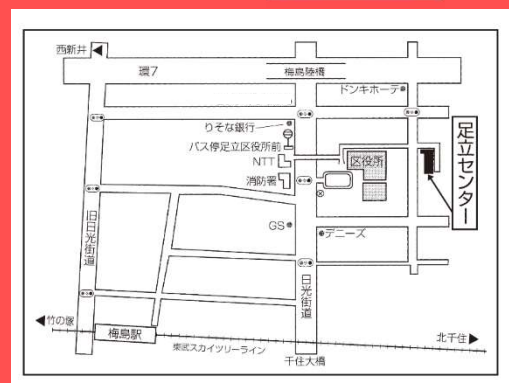 西新井
環7
梅島陸橋
ドンキホーテ
りそな銀行
バス停足立区役所前
NTT
消防署
区役所
足立センター
GS
デニーズ
旧日光街道
日光街道
竹の塚
梅島駅
東武スカイツリーライン
北千住
千住大橋